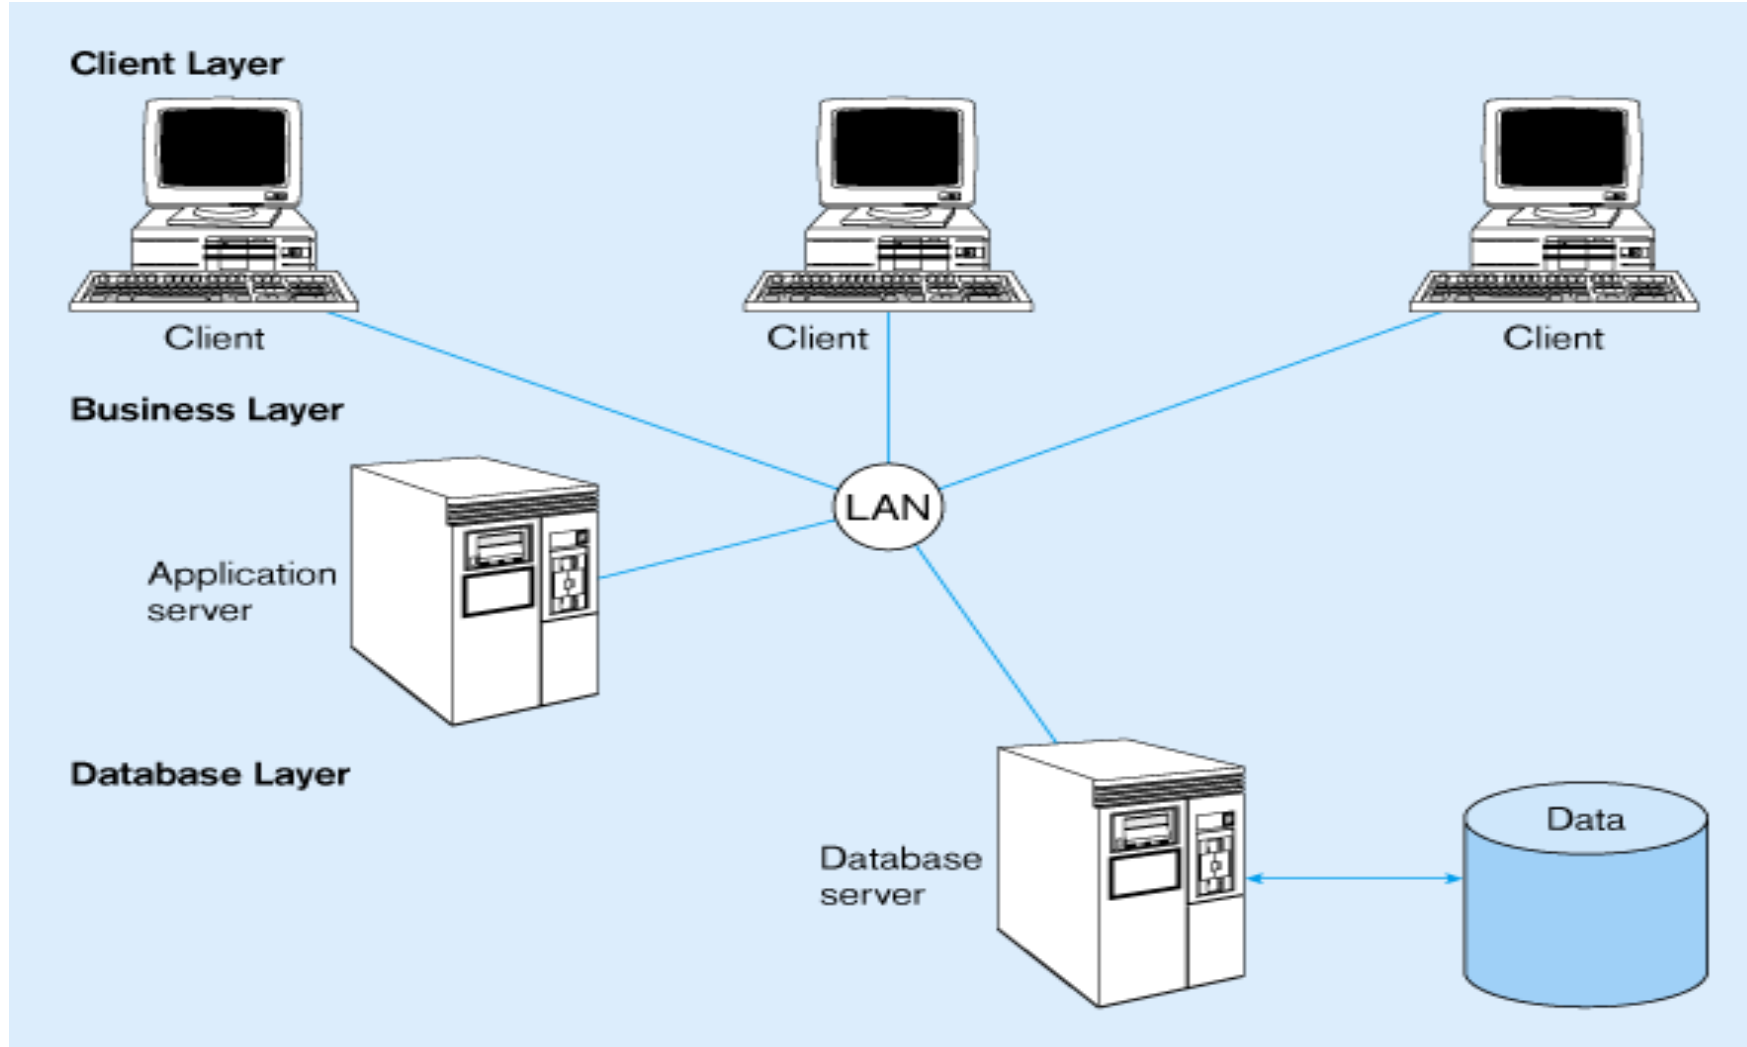 Client Layer
Client
Client
Client
Business Layer
LAN
Application
server
Database Layer
Data
Database
server